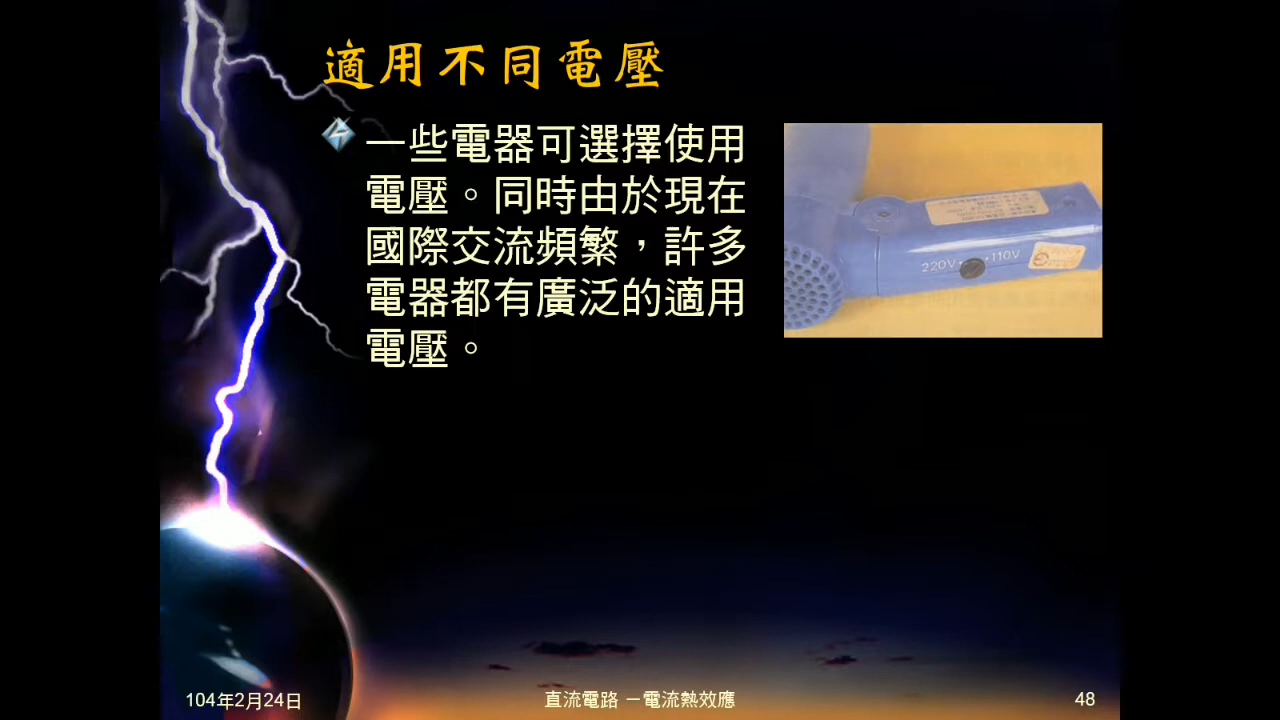 適用不同電壓
一些電器可選擇使用
電壓。同時由於現在
國際交流頻繁，許多
電器都有廣泛的適用
電壓。
220V
110V
104年2月24日
直流電路 －電流熱效應
48